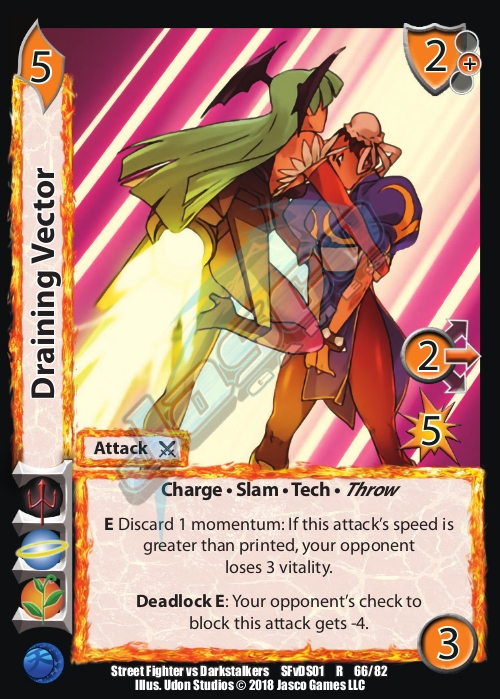 5
2
+
Draining Vector
2
5
Attack
Charge • Slam • Tech • Throw
E Discard 1 momentum: If this attack's speed is
greater than printed, your opponent
loses 3 vitality.
Deadlock E: Your opponent's check to
block this attack gets -4.
3
Street Fighter vs Darkstalkers SFvDS01 R 66/82
Illus. Udon Studios © 2018 Jasco Games LLC